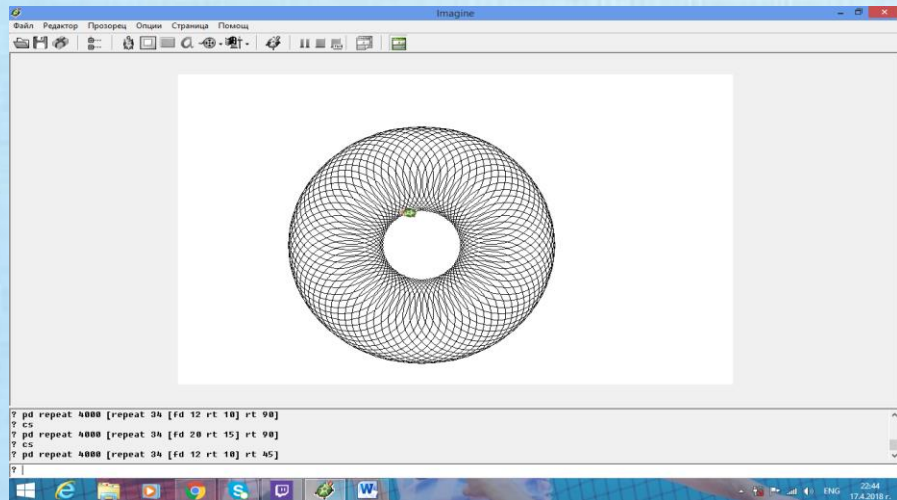 Imagine
Файл Редактор Прозорец Опции Страница Помощ
? pd repeat 4000 [repeat 34 [fd 12 rt 10] rt 90]
? cs
? pd repeat 4000 [repeat 34 [fd 20 rt 15] rt 90]
? cs
? pd repeat 4000 [repeat 34 [fd 12 rt 10] rt 45]
?
ENG
22:44
17.4.2018 г.